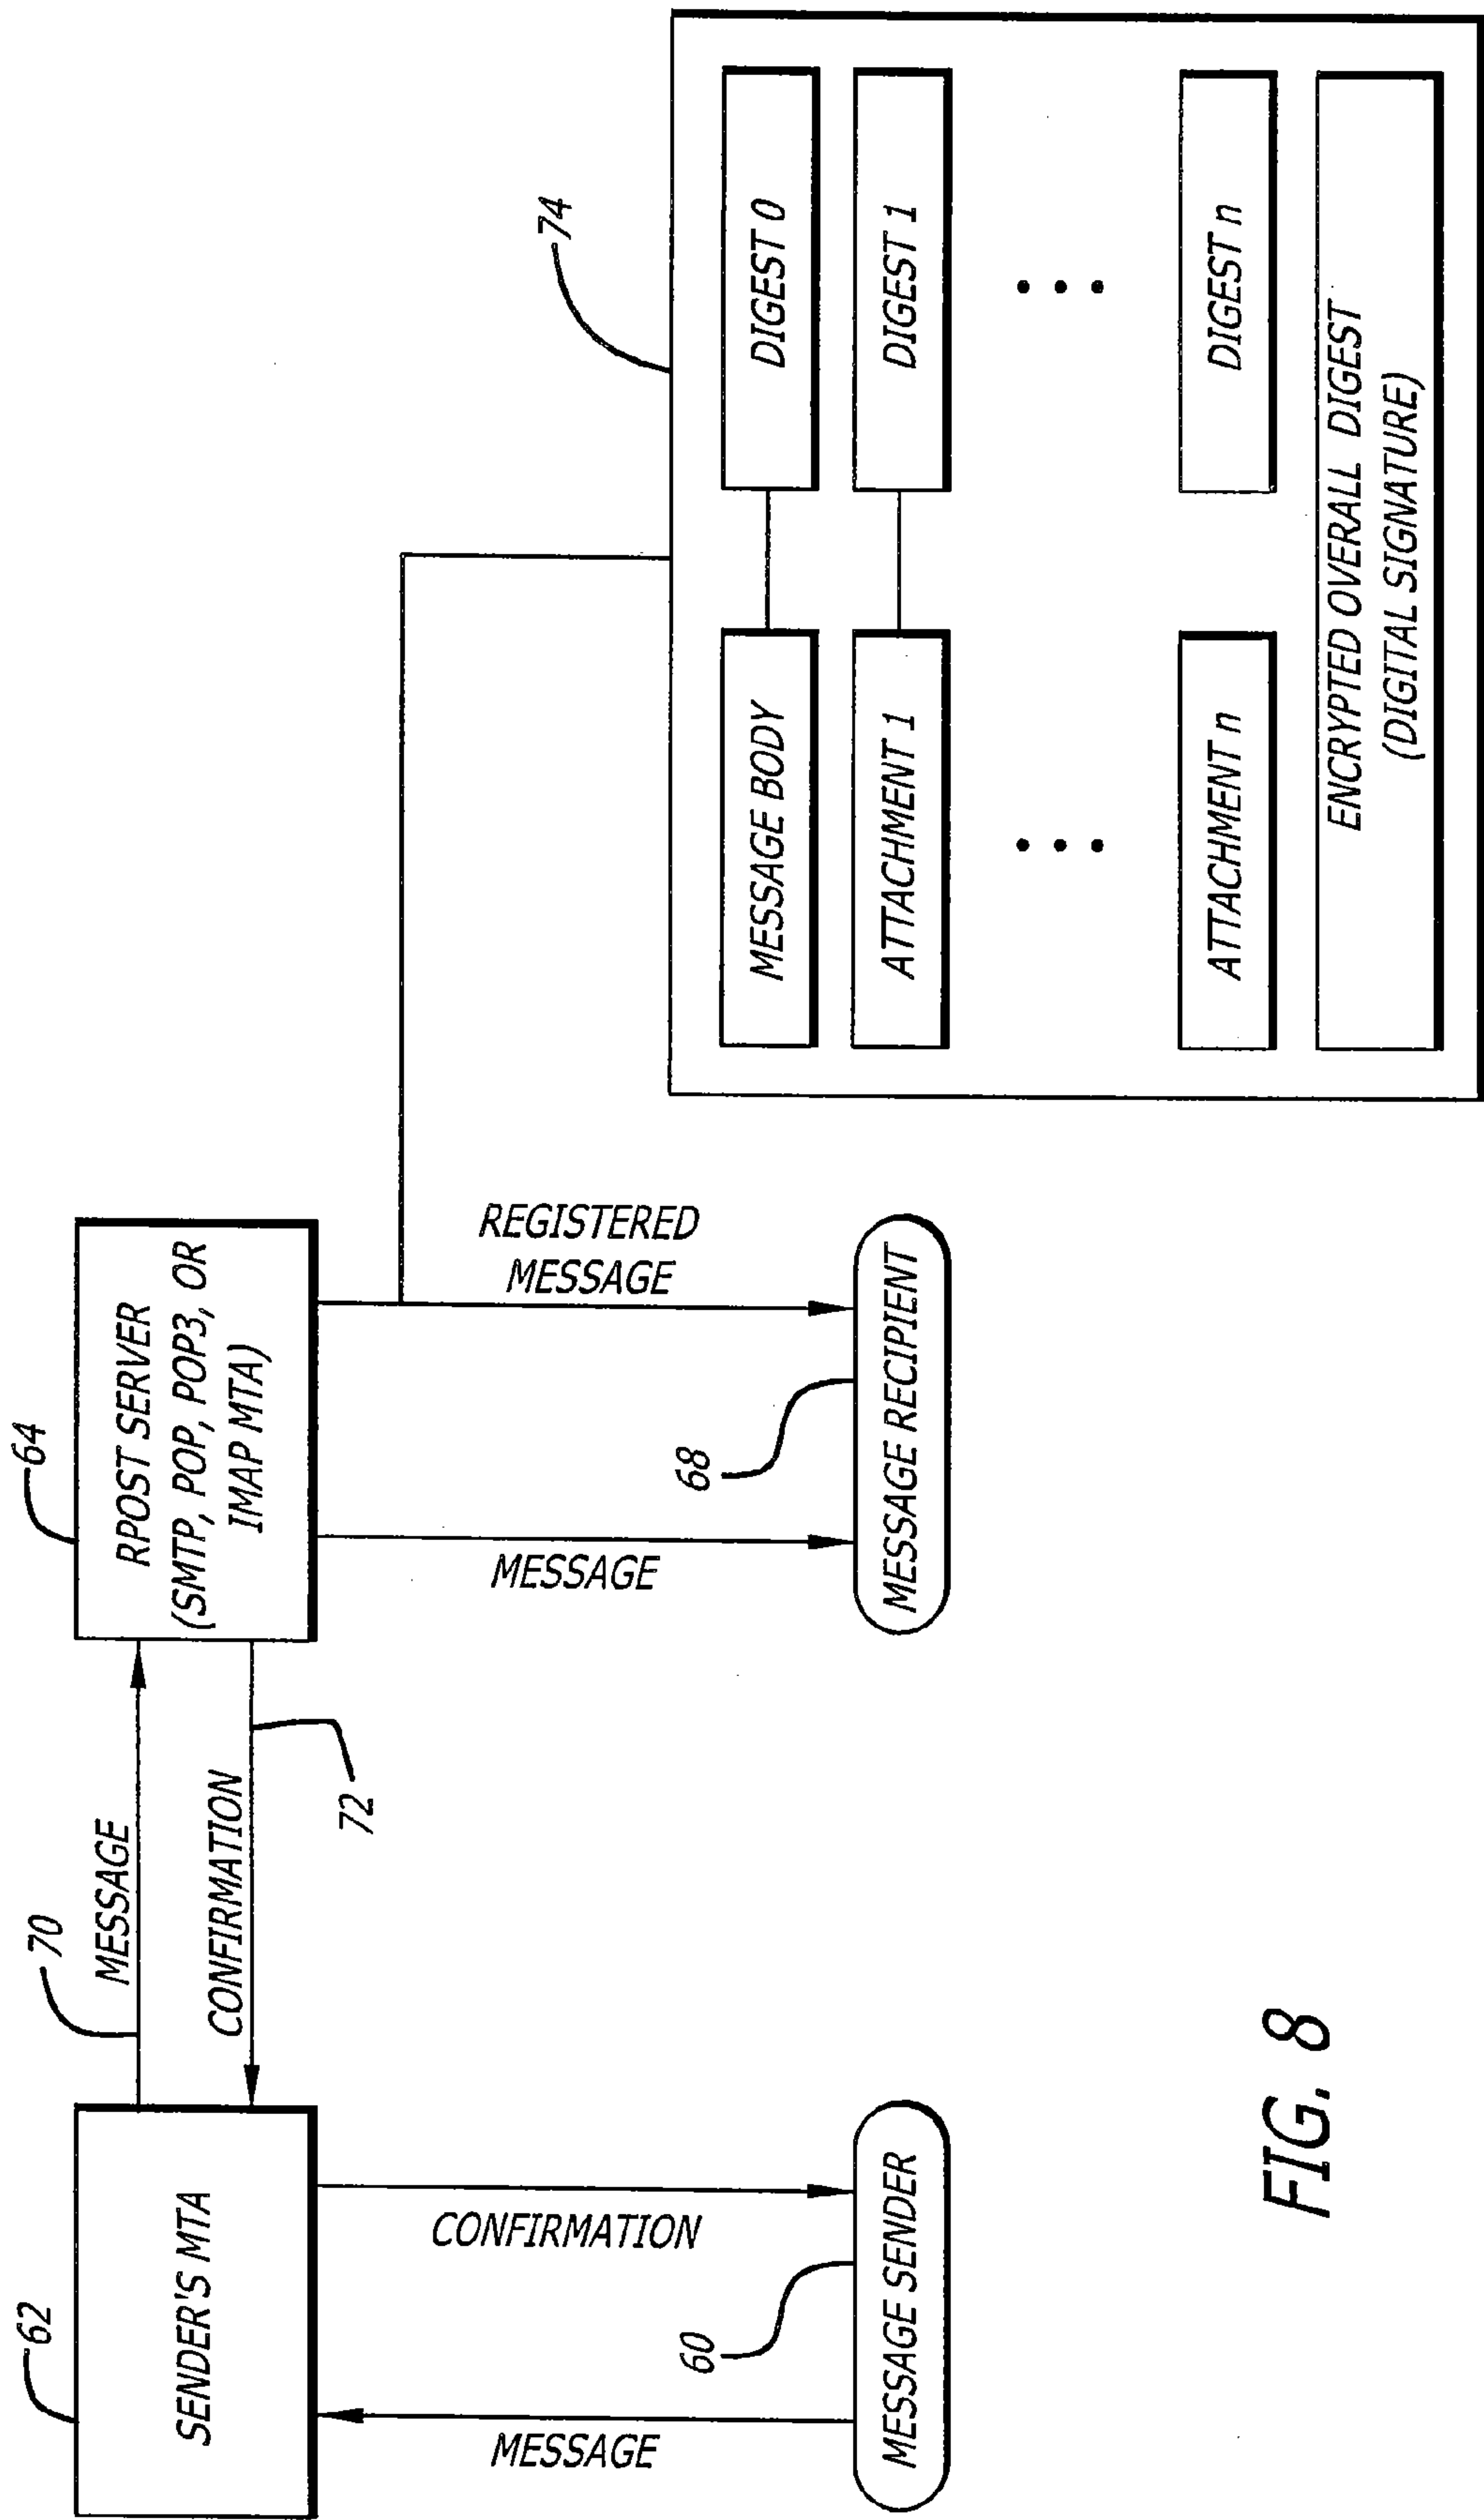 62
SENDER'S MTA
70
MESSAGE
CONFIRMATION
72
64
RPOST SERVER
(SMTP, POP, POP3, OR
IMAP MTA)
MESSAGE
CONFIRMATION
60
MESSAGE SENDER
MESSAGE
REGISTERED
MESSAGE
68
MESSAGE RECIPIENT
74
MESSAGE BODY
DIGEST 0
ATTACHMENT 1
DIGEST 1
• • •
• • •
ATTACHMENT n
DIGEST n
ENCRYPTED OVERALL DIGEST
(DIGITAL SIGNATURE)
FIG. 8